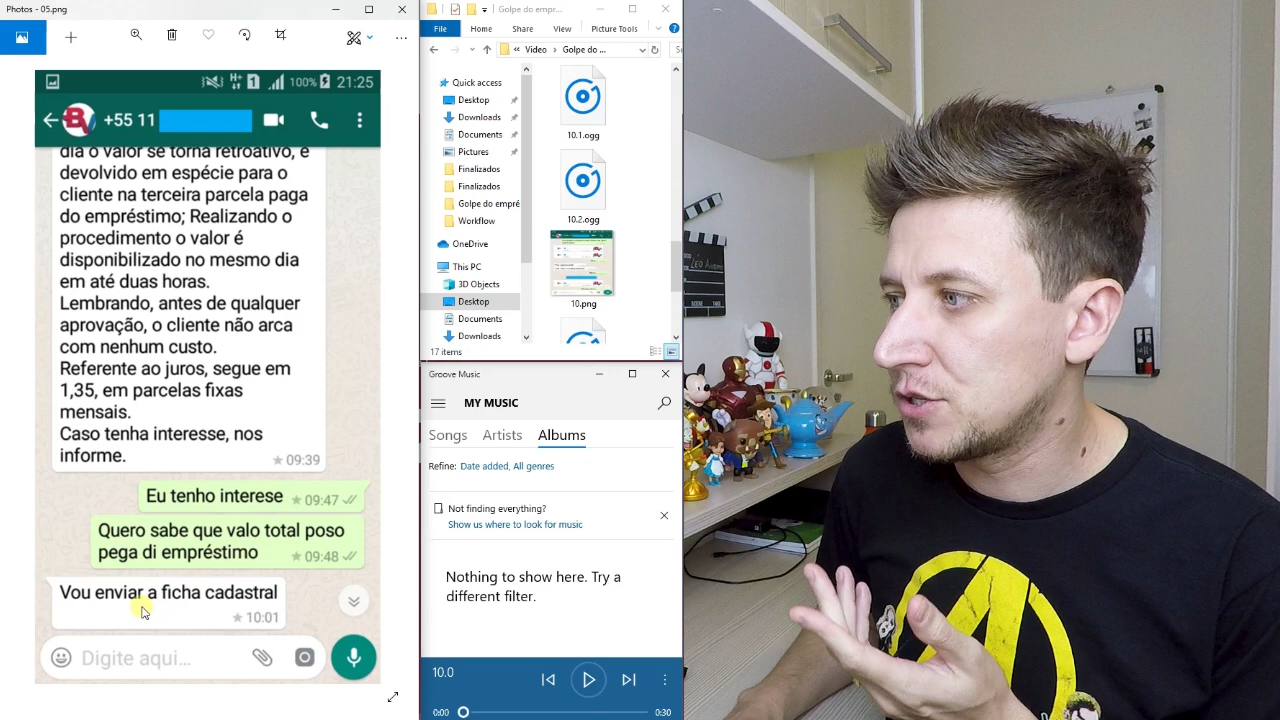 Photos - 05.png
100% 21:25
+55 11
dia o valor se torna retroativo, e
devolvido em espécie para o
cliente na terceira parcela paga
do empréstimo; Realizando o
procedimento o valor é
disponibilizado no mesmo dia
em até duas horas.
Lembrando, antes de qualquer
aprovação, o cliente não arca
com nenhum custo.
Referente ao juros, segue em
1,35, em parcelas fixas
mensais.
Caso tenha interesse, nos
informe.
09:39
Eu tenho interese 09:47
Quero sabe que valo total poso
pega di empréstimo 09:48
Vou enviar a ficha cadastral
10:01
Digite aqui...
Golpe do empr...
File Home Share View Picture Tools
Video Golpe do ...
Quick access
Desktop
Downloads
Documents
Pictures
Finalizados
Finalizados
Golpe do empré
Workflow
OneDrive
This PC
3D Objects
Desktop
Documents
Downloads
10.1.ogg
10.2.ogg
10.png
17 items
Groove Music
MY MUSIC
Songs Artists Albums
Refine: Date added, All genres
Not finding everything?
Show us where to look for music
Nothing to show here. Try a
different filter.
10.0
0:00 0:30